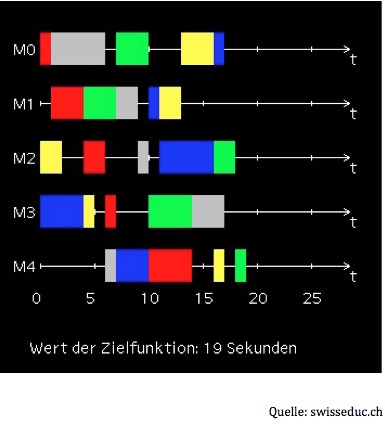 M0 t
M1 t
M2 t
M3 t
M4 t
0 5 10 15 20 25
Wert der Zielfunktion: 19 Sekunden
Quelle: swisseduc.ch